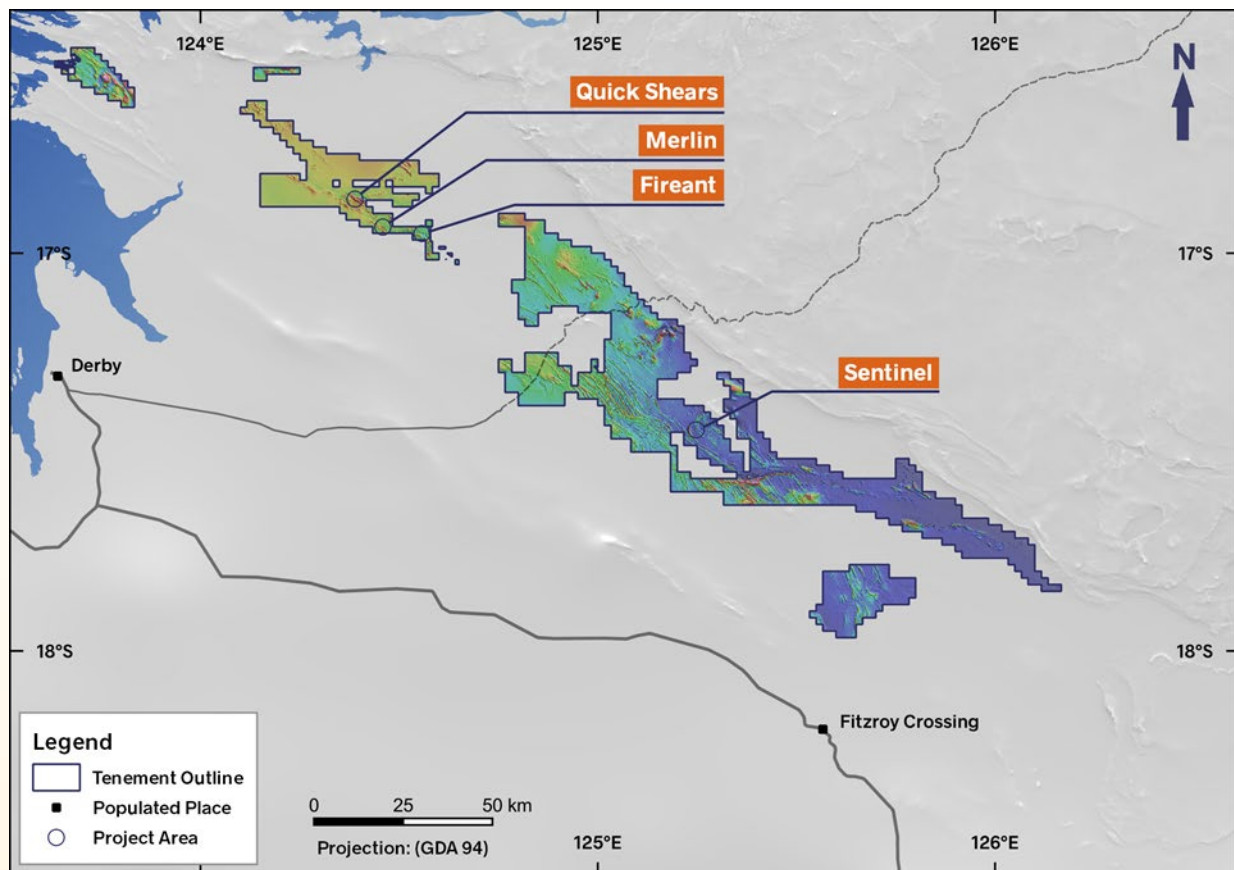 124°E
125°E
126°E
N
Quick Shears
Merlin
Fireant
17°S
17°S
Derby
Sentinel
18°S
18°S
Fitzroy Crossing
Legend
Tenement Outline
Populated Place
Project Area
0 25 50 km
Projection: (GDA 94)
125°E
126°E